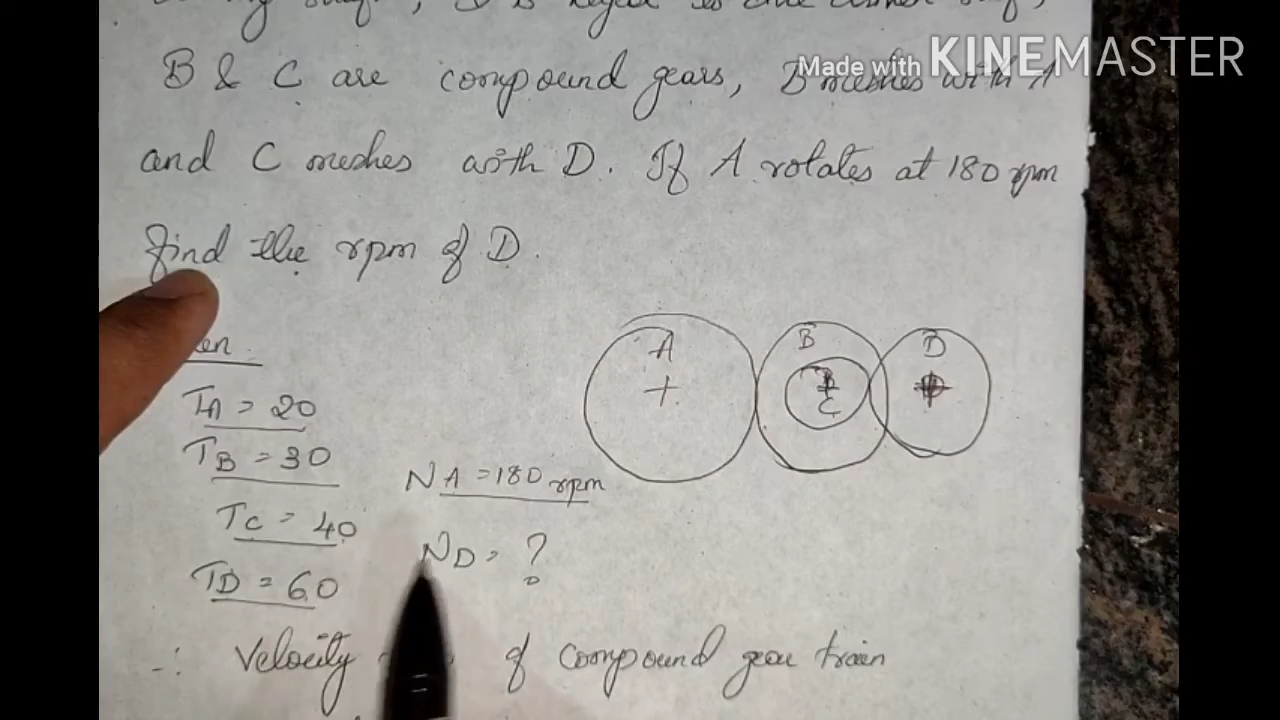 B & C are compound gears, B meshes with A
Made with KINEMASTER
and C meshes with D. If A rotates at 180 rpm
find the rpm of D.
TA = 20
TB = 30
TC = 40
TD = 60
NA = 180 rpm
ND = ?
A
B
C
D
∴ Velocity of compound gear train